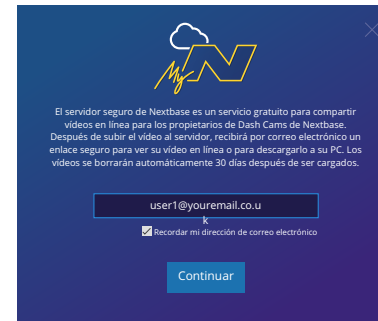 My N
El servidor seguro de Nextbase es un servicio gratuito para compartir
vídeos en línea para los propietarios de Dash Cams de Nextbase.
Después de subir el vídeo al servidor, recibirá por correo electrónico un
enlace seguro para ver su vídeo en línea o para descargarlo a su PC. Los
vídeos se borrarán automáticamente 30 días después de ser cargados.
user1@youremail.co.u
k
Recordar mi dirección de correo electrónico
Continuar